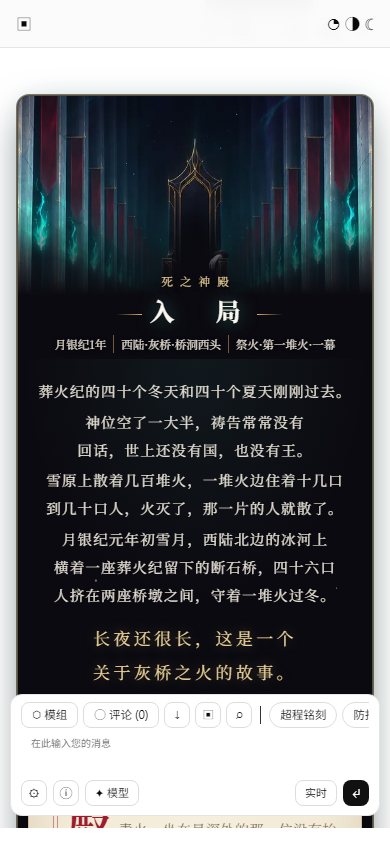 死之神殿
入 局
月银纪1年 西陆·灰桥·桥洞西头 祭火·第一堆火·一幕
葬火纪的四十个冬天和四十个夏天刚刚过去。
神位空了一大半，祷告常常没有
回话，世上还没有国，也没有王。
雪原上散着几百堆火，一堆火边住着十几口
到几十口人，火灭了，那一片的人就散了。
月银纪元年初雪月，西陆北边的冰河上
横着一座葬火纪留下的断石桥，四十六口
人挤在两座桥墩之间，守着一堆火过冬。
长夜还很长，这是一个
关于灰桥之火的故事。
模组 评论 (0) 超程铭刻
在此输入您的消息
模型 实时